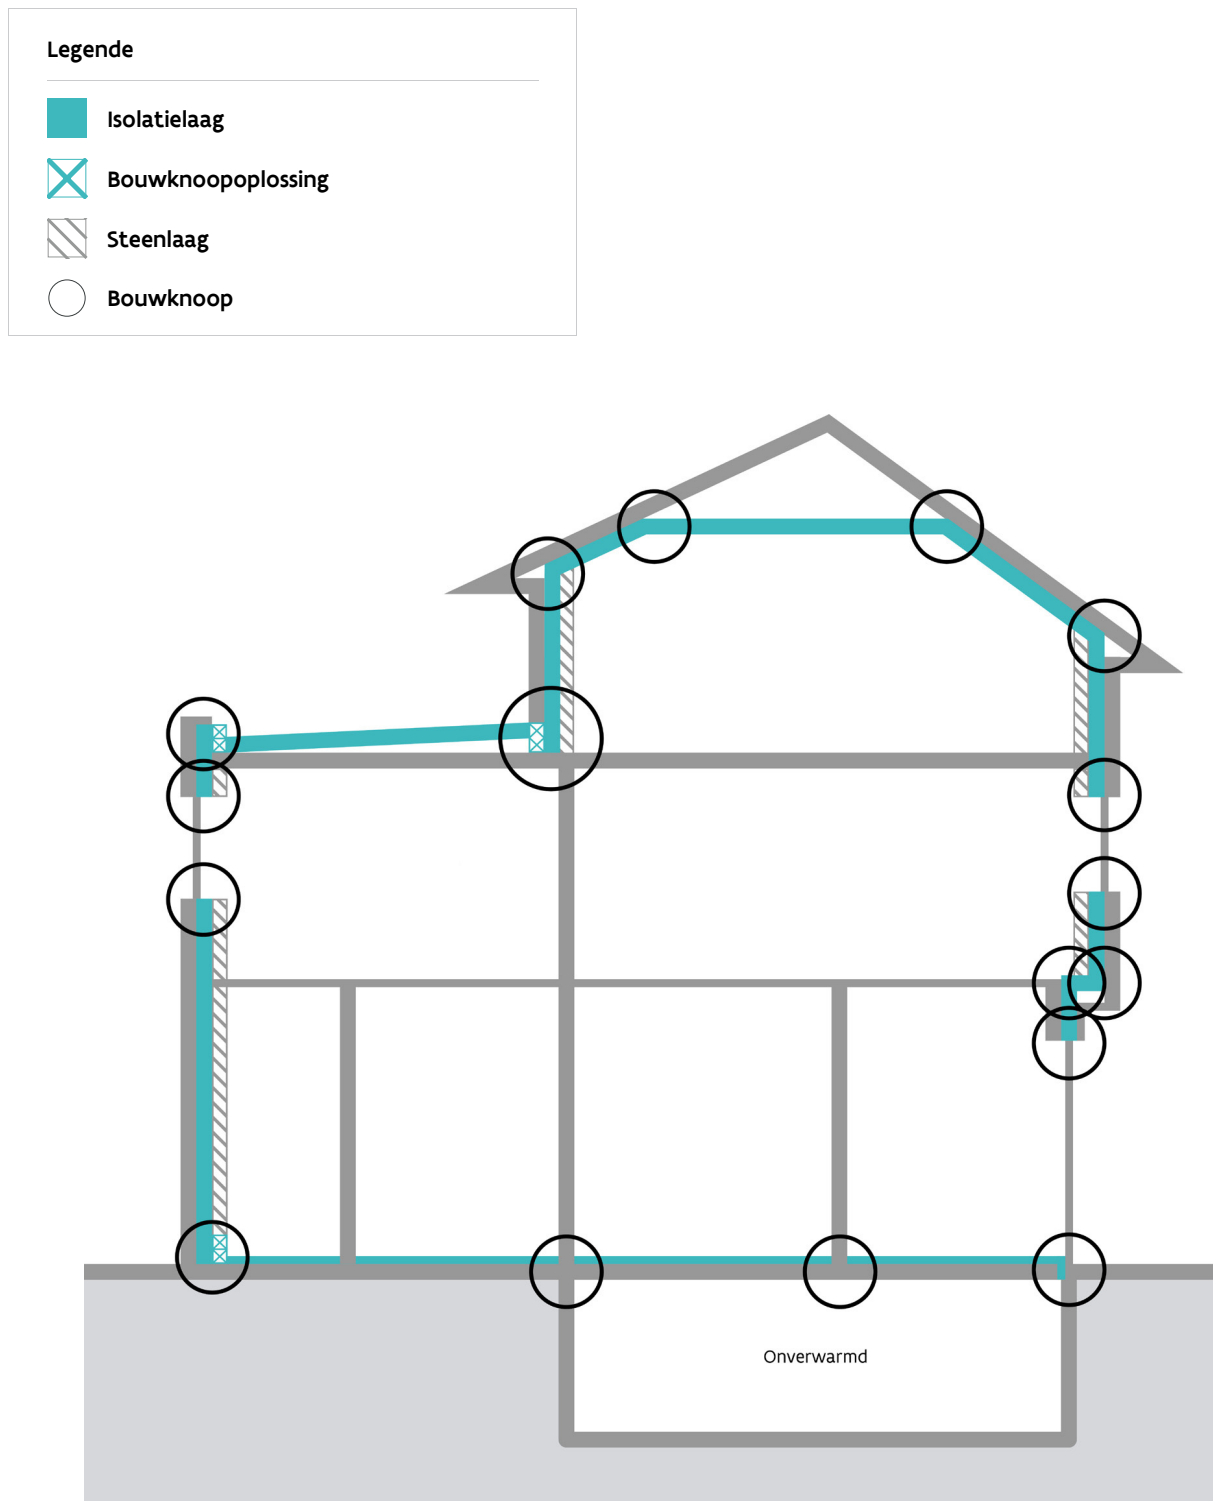 Legende
Isolatielaag
Bouwknoopoplossing
Steenlaag
Bouwknoop
Onverwarmd